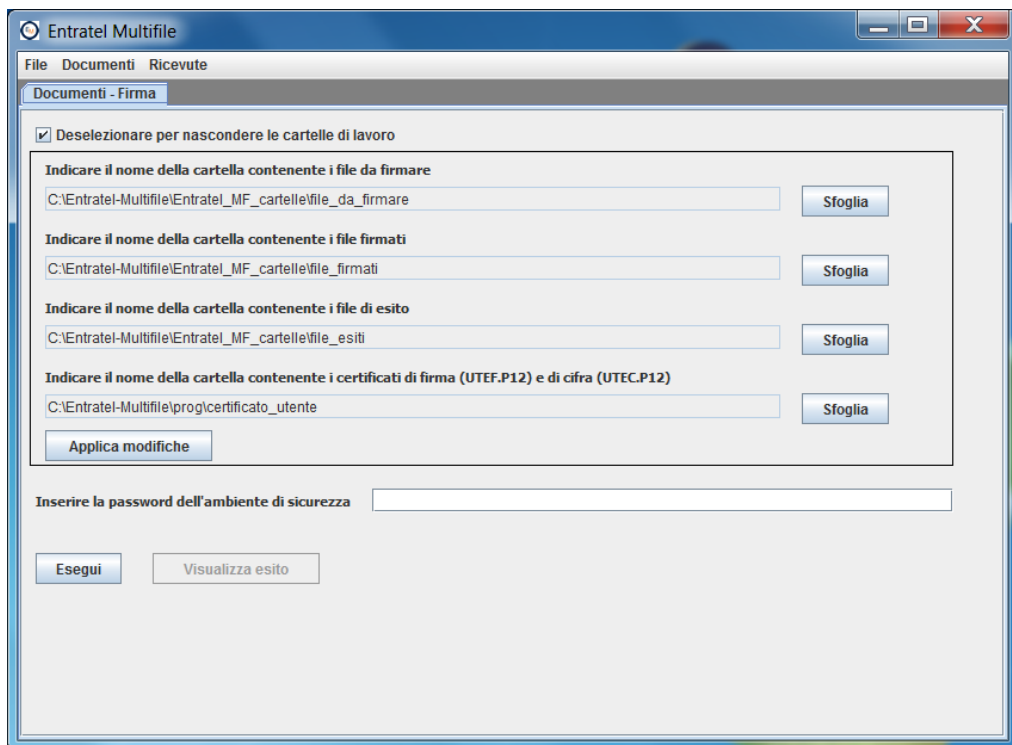 Entratel Multifile
File Documenti Ricevute
Documenti - Firma
Deselezionare per nascondere le cartelle di lavoro
Indicare il nome della cartella contenente i file da firmare
C:\Entratel-Multifile\Entratel_MF_cartelle\file_da_firmare
Sfoglia
Indicare il nome della cartella contenente i file firmati
C:\Entratel-Multifile\Entratel_MF_cartelle\file_firmati
Sfoglia
Indicare il nome della cartella contenente i file di esito
C:\Entratel-Multifile\Entratel_MF_cartelle\file_esiti
Sfoglia
Indicare il nome della cartella contenente i certificati di firma (UTEF.P12) e di cifra (UTEC.P12)
C:\Entratel-Multifile\prog\certificato_utente
Sfoglia
Applica modifiche
Inserire la password dell'ambiente di sicurezza
Esegui Visualizza esito